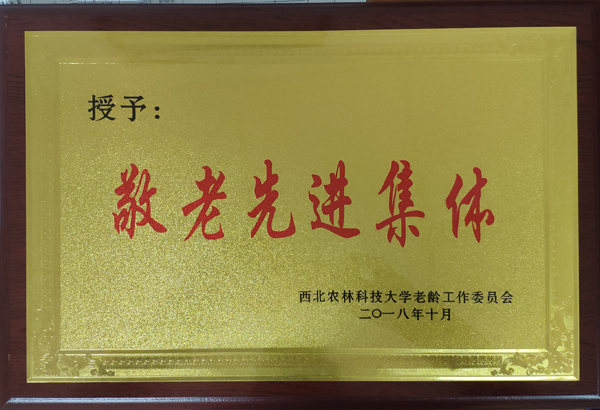 授予：
敬老先进集体
西北农林科技大学老龄工作委员会
二〇一八年十月